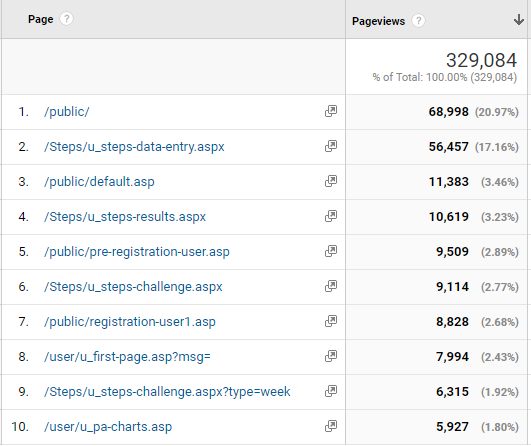 Page ? Pageviews ?
329,084
% of Total: 100.00% (329,084)
1. /public/ 68,998 (20.97%)
2. /Steps/u_steps-data-entry.aspx 56,457 (17.16%)
3. /public/default.asp 11,383 (3.46%)
4. /Steps/u_steps-results.aspx 10,619 (3.23%)
5. /public/pre-registration-user.asp 9,509 (2.89%)
6. /Steps/u_steps-challenge.aspx 9,114 (2.77%)
7. /public/registration-user1.asp 8,828 (2.68%)
8. /user/u_first-page.asp?msg= 7,994 (2.43%)
9. /Steps/u_steps-challenge.aspx?type=week 6,315 (1.92%)
10. /user/u_pa-charts.asp 5,927 (1.80%)